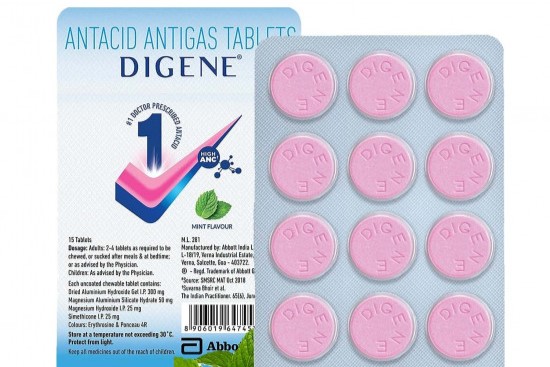 ANTACID ANTIGAS TABLETS
DIGENE®
#1 DOCTOR PRESCRIBED ANTACID
1
HIGH
ANC
MINT FLAVOUR
15 Tablets
Dosage: Adults: 2-4 tablets as required to be
chewed, or sucked after meals & at bedtime;
or as advised by the Physician.
Children: As advised by the Physician.
Each uncoated chewable tablet contains:
Dried Aluminium Hydroxide Gel I.P. 300 mg
Magnesium Aluminium Silicate Hydrate 50 mg
Magnesium Hydroxide I.P. 25 mg
Simethicone I.P. 25 mg
Colours: Erythrosine & Ponceau 4R
Store at a temperature not exceeding 30°C.
Protect from light.
Keep all medicines out of the reach of children.
M.L. 281
Manufactured by: Abbott India L
L-18/19, Verna Industrial Estate,
Verna, Salcette, Goa - 403722.
® - Regd. Trademark of Abbott G
*Source: SMSRC MAT Oct 2018
The Indian Practitioner. 65(6), Jun
8 906019 64745
Abbo
DIGENE DIGENE DIGENE
DIGENE DIGENE DIGENE
DIGENE DIGENE DIGENE
DIGENE DIGENE DIGENE